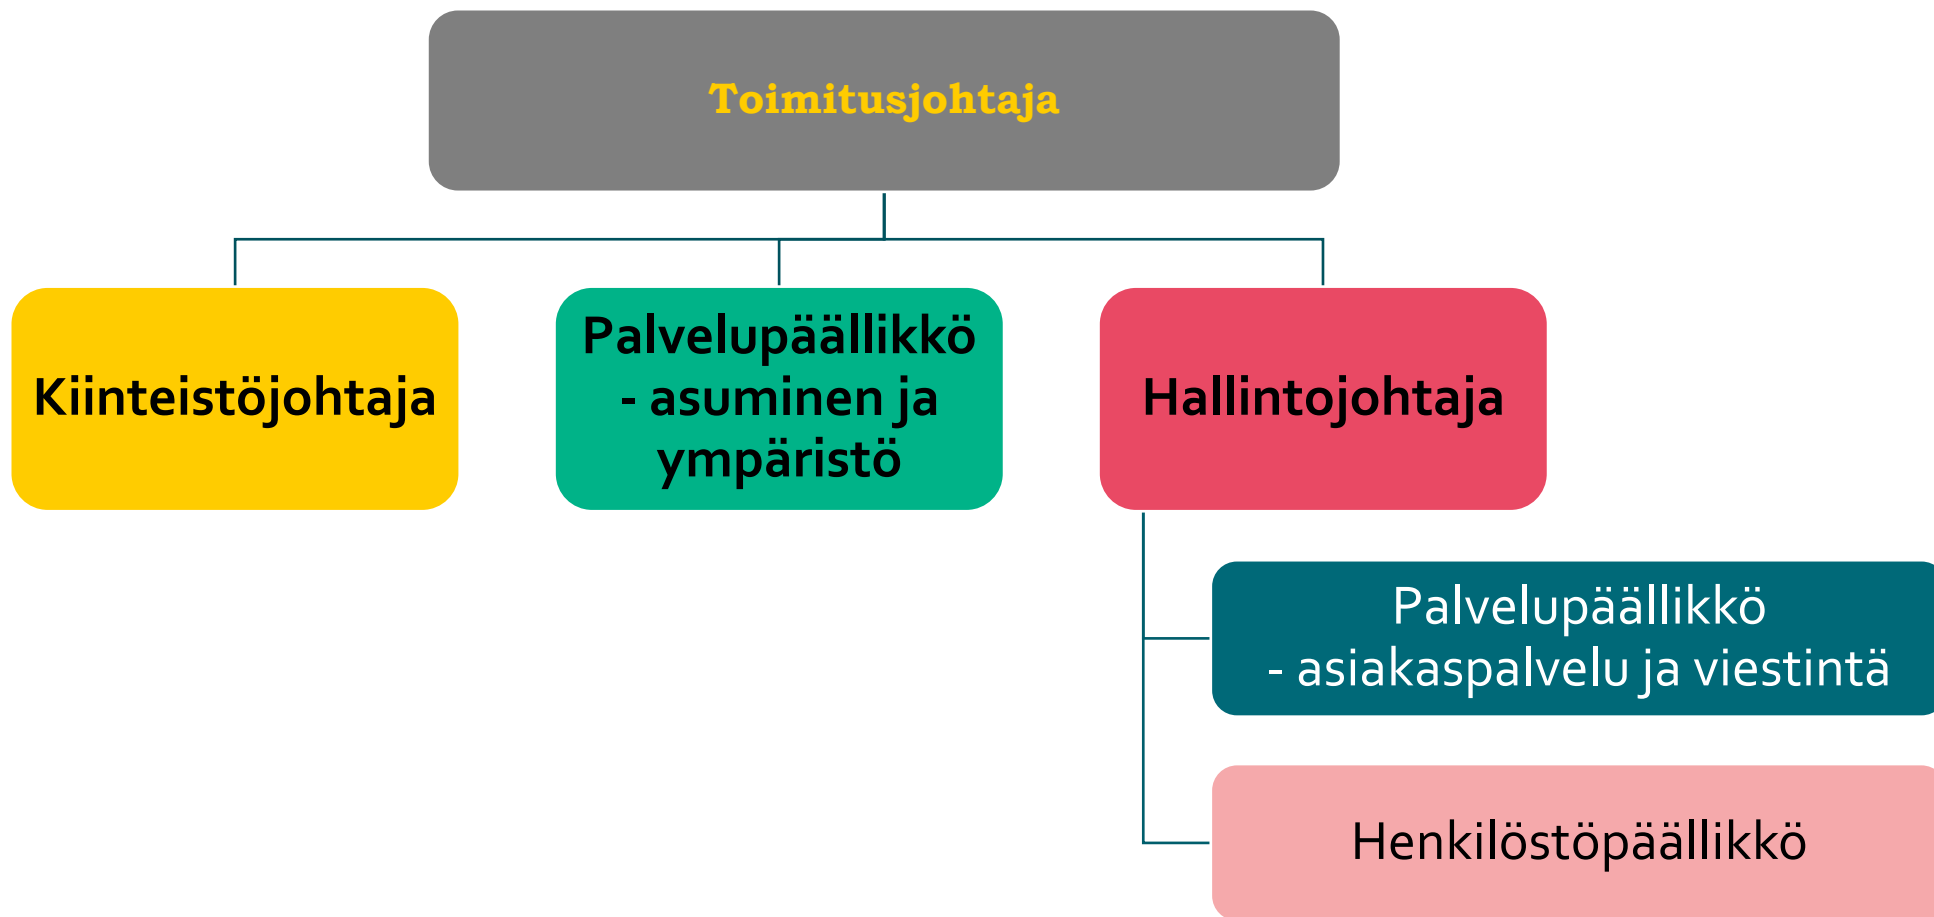 Toimitusjohtaja
Kiinteistöjohtaja
Palvelupäällikkö
- asuminen ja
ympäristö
Hallintojohtaja
Palvelupäällikkö
- asiakaspalvelu ja viestintä
Henkilöstöpäällikkö